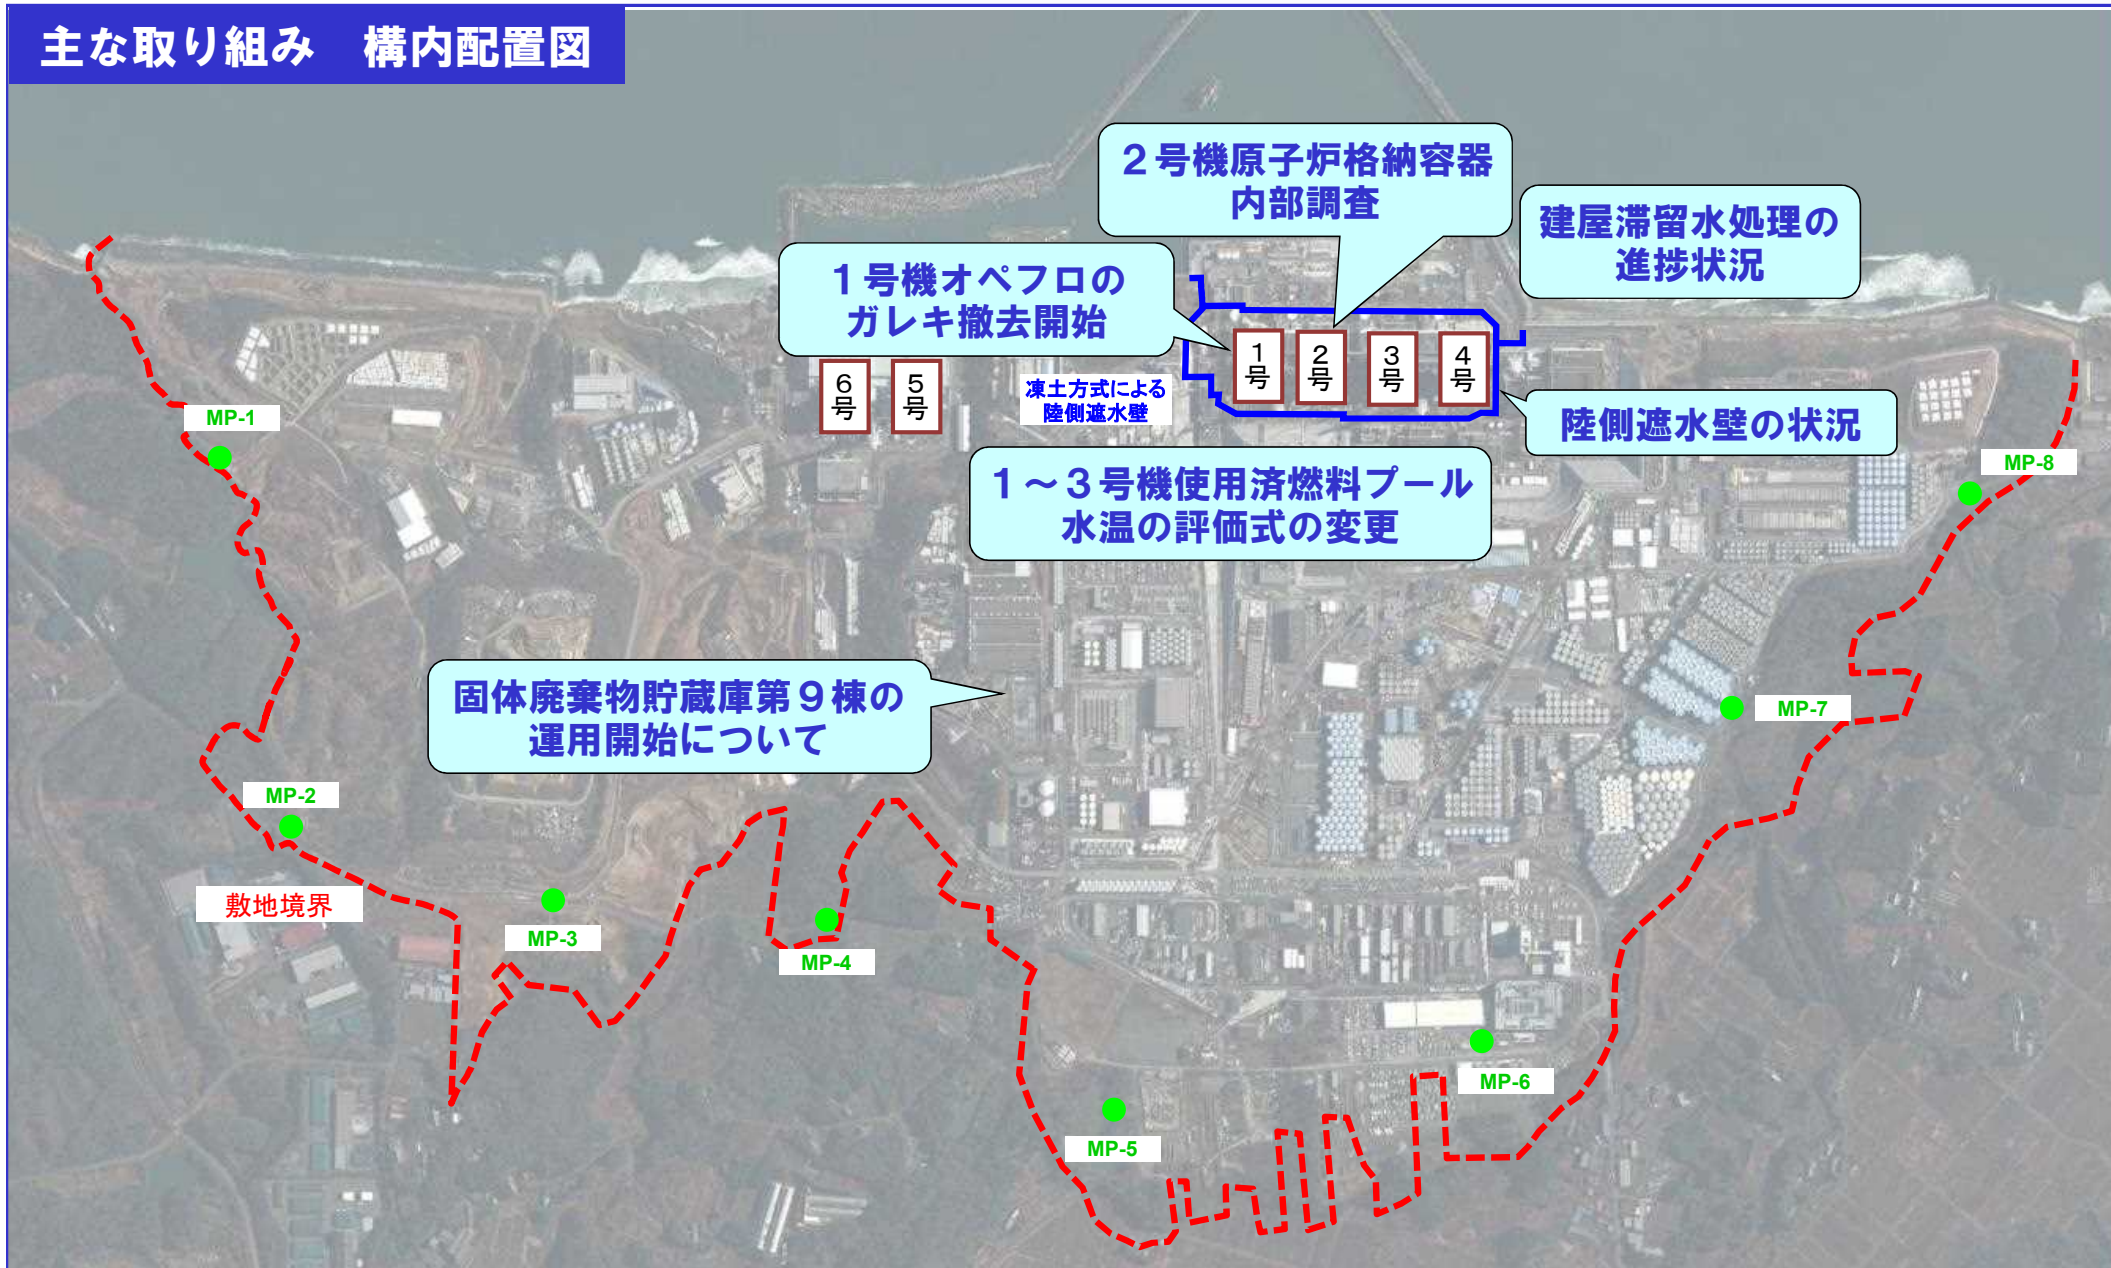 主な取り組み　構内配置図
２号機原子炉格納容器
内部調査
建屋滞留水処理の
進捗状況
１号機オペフロの
ガレキ撤去開始
1号
2号
3号
4号
6号
5号
凍土方式による
陸側遮水壁
陸側遮水壁の状況
MP-1
１～３号機使用済燃料プール
水温の評価式の変更
MP-8
固体廃棄物貯蔵庫第９棟の
運用開始について
MP-7
MP-2
敷地境界
MP-3
MP-4
MP-6
MP-5